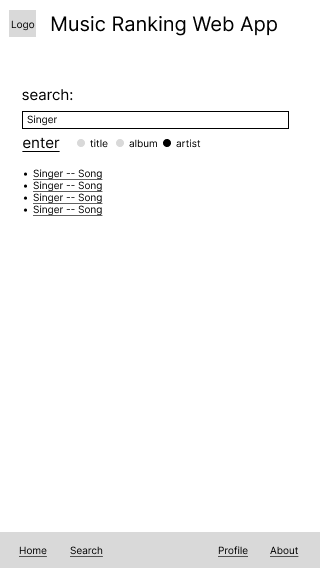 Logo Music Ranking Web App
search:
Singer
enter title album artist
• Singer -- Song
• Singer -- Song
• Singer -- Song
• Singer -- Song
Home Search Profile About